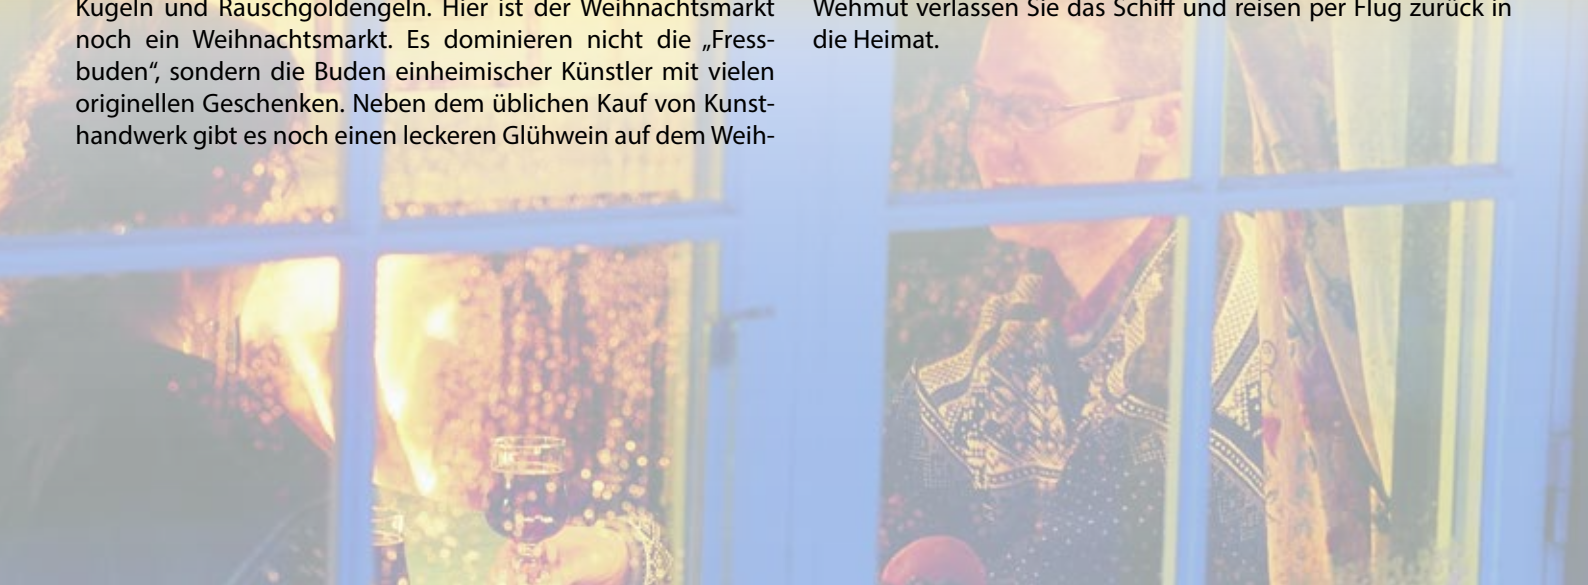 Kugeln und Rauschgoldengeln. Hier ist der Weihnachtsmarkt
noch ein Weihnachtsmarkt. Es dominieren nicht die „Fress-
buden“, sondern die Buden einheimischer Künstler mit vielen
originellen Geschenken. Neben dem üblichen Kauf von Kunst-
handwerk gibt es noch einen leckeren Glühwein auf dem Weih-
Wehmut verlassen Sie das Schiff und reisen per Flug zurück in
die Heimat.